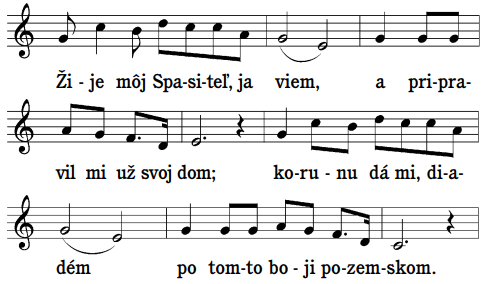 Ži - je môj Spa-si-teľ, ja viem, a pri-pra-
vil mi už svoj dom; ko-ru - nu dá mi, di-a-
dém po tom-to bo - ji po-zem-skom.